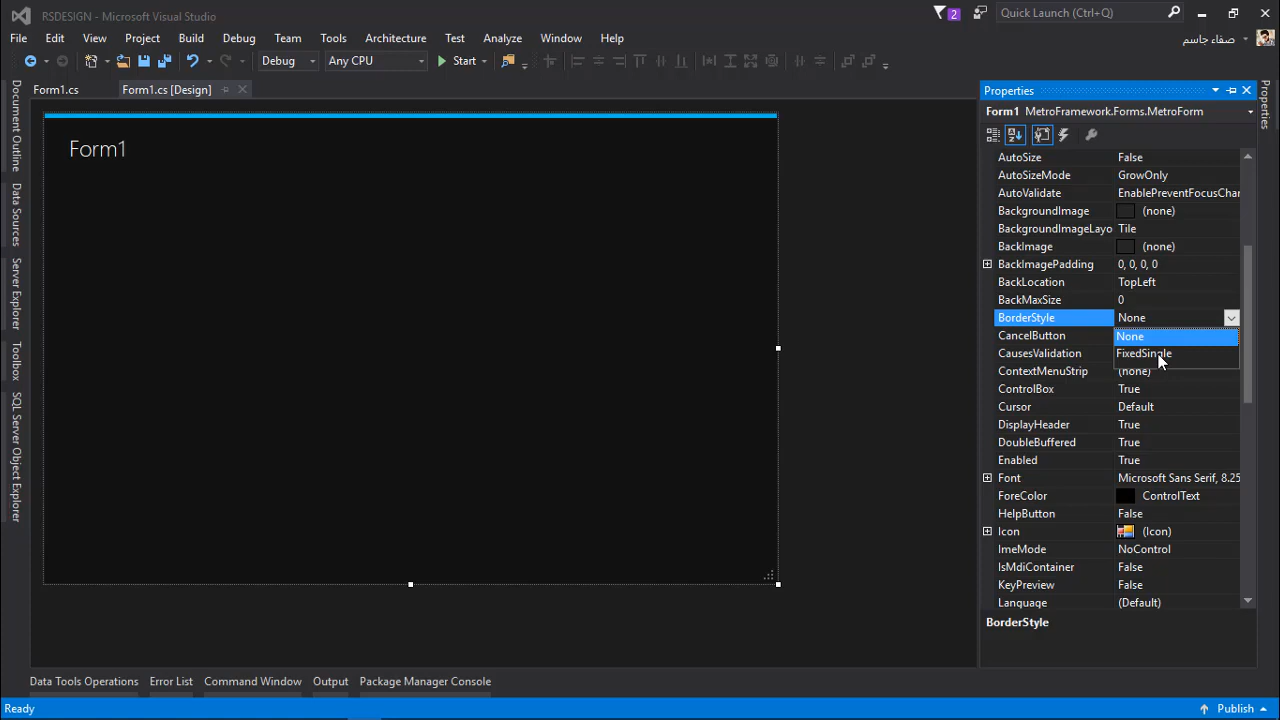 RSDESIGN - Microsoft Visual Studio
2
Quick Launch (Ctrl+Q)
File Edit View Project Build Debug Team Tools Architecture Test Analyze Window Help
صفاء جاسم
Debug Any CPU Start
Form1.cs Form1.cs [Design]
Document Outline
Data Sources
Server Explorer
Toolbox
SQL Server Object Explorer
Form1
Properties
Properties
Form1 MetroFramework.Forms.MetroForm
AutoSize False
AutoSizeMode GrowOnly
AutoValidate EnablePreventFocusChar
BackgroundImage (none)
BackgroundImageLayo Tile
BackImage (none)
BackImagePadding 0, 0, 0, 0
BackLocation TopLeft
BackMaxSize 0
BorderStyle None
None
FixedSingle
CancelButton
CausesValidation
ContextMenuStrip (none)
ControlBox True
Cursor Default
DisplayHeader True
DoubleBuffered True
Enabled True
Font Microsoft Sans Serif, 8.25
ForeColor ControlText
HelpButton False
Icon (Icon)
ImeMode NoControl
IsMdiContainer False
KeyPreview False
Language (Default)
BorderStyle
Data Tools Operations Error List Command Window Output Package Manager Console
Ready
Publish